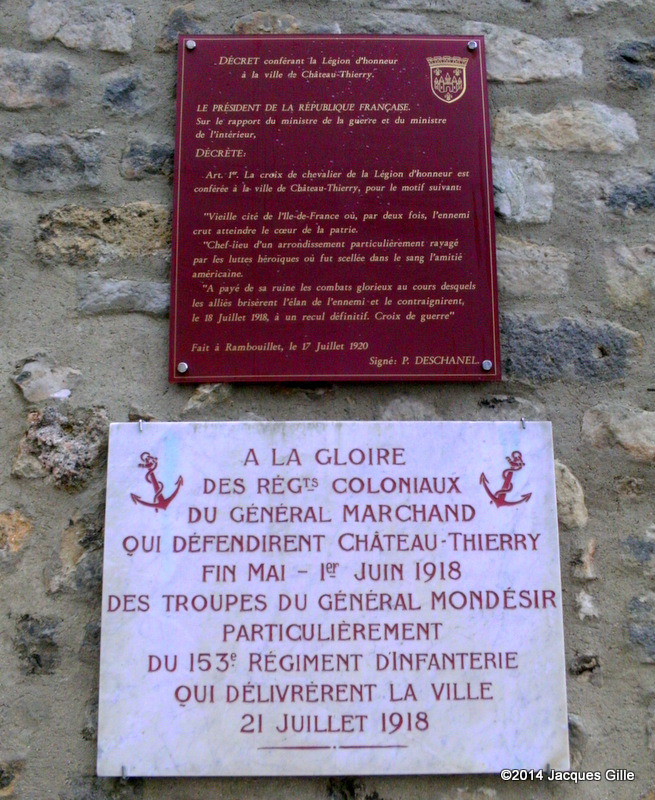 DÉCRET conférant la Légion d'honneur
à la ville de Château-Thierry.
LE PRÉSIDENT DE LA RÉPUBLIQUE FRANÇAISE.
Sur le rapport du ministre de la guerre et du ministre
de l'intérieur,
DÉCRÈTE:
Art. 1er. La croix de chevalier de la Légion d'honneur est
conférée à la ville de Château-Thierry, pour le motif suivant:
"Vieille cité de l'Ile-de-France où, par deux fois, l'ennemi
crut atteindre le cœur de la patrie.
"Chef-lieu d'un arrondissement particulièrement rayagé
par les luttes héroïques où fut scellée dans le sang l'amitié
américaine.
"A payé de sa ruine les combats glorieux au cours desquels
les alliés brisèrent l'élan de l'ennemi et le contraignirent,
le 18 Juillet 1918, à un recul définitif. Croix de guerre"
Fait à Rambouillet, le 17 Juillet 1920
Signé: P. DESCHANEL.
A LA GLOIRE
DES RÉGTS COLONIAUX
DU GÉNÉRAL MARCHAND
QUI DÉFENDIRENT CHÂTEAU-THIERRY
FIN MAI - 1er JUIN 1918
DES TROUPES DU GÉNÉRAL MONDÉSIR
PARTICULIÈREMENT
DU 153e RÉGIMENT D'INFANTERIE
QUI DÉLIVRÈRENT LA VILLE
21 JUILLET 1918
©2014 Jacques Gille